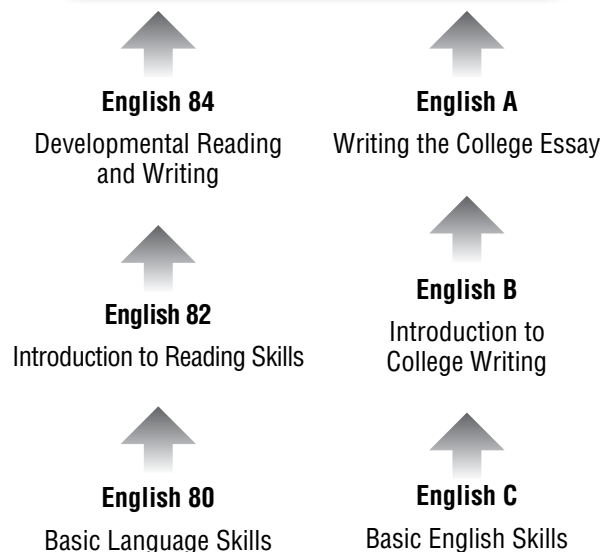 English 84
Developmental Reading
and Writing
English A
Writing the College Essay
English 82
Introduction to Reading Skills
English B
Introduction to
College Writing
English 80
Basic Language Skills
English C
Basic English Skills